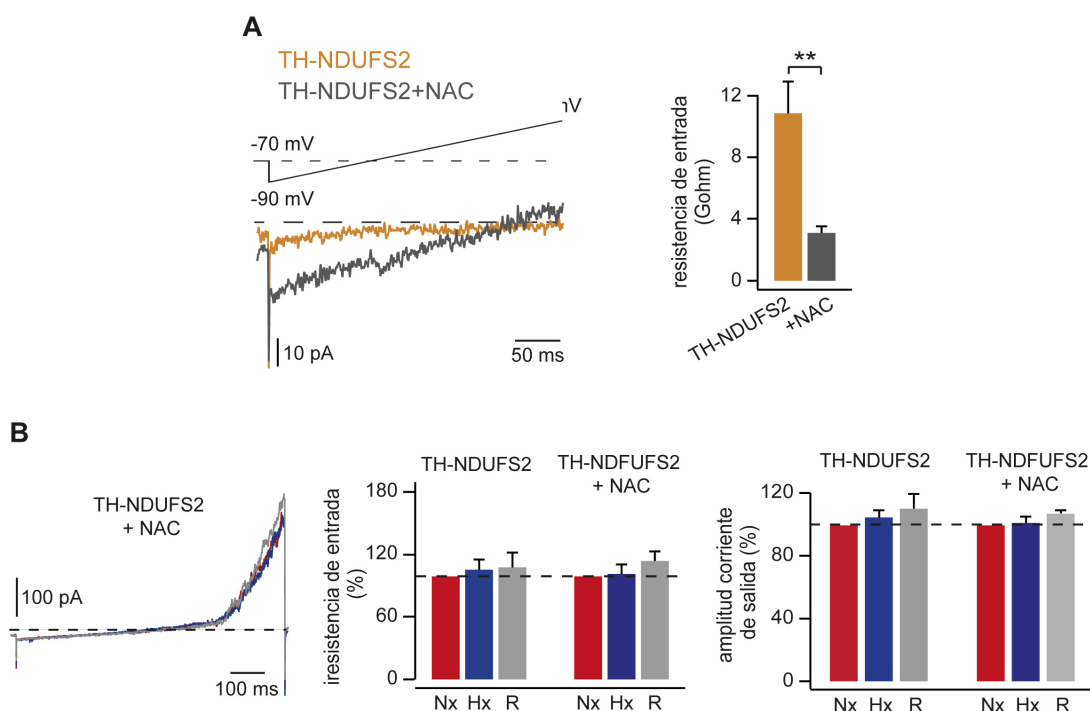 A
TH-NDUFS2
TH-NDUFS2+NAC
-70 mV
-90 mV
10 pA
50 ms
resistencia de entrada
(Gohm)
12
8
4
0
**
TH-NDUFS2
+NAC
B
TH-NDUFS2
+ NAC
100 pA
100 ms
iresistencia de entrada
(%)
180
120
60
0
TH-NDUFS2
TH-NDFUFS2
+ NAC
Nx Hx R
Nx Hx R
amplitud corriente
de salida (%)
120
80
40
0
TH-NDUFS2
TH-NDFUFS2
+ NAC
Nx Hx R
Nx Hx R